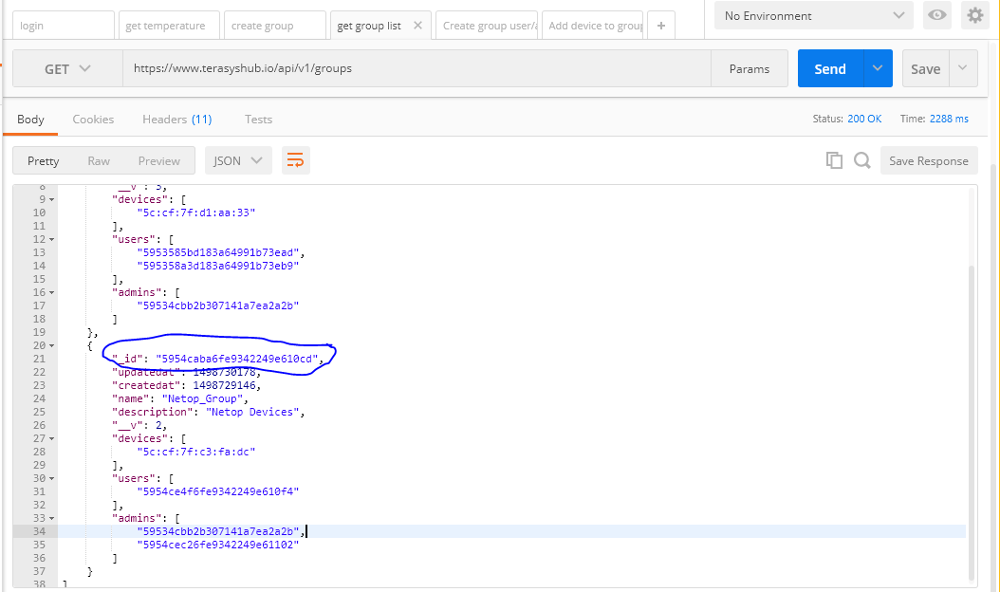 login
get temperature
create group
get group list ×
Create group user/a
Add device to group
+
No Environment
GET
https://www.terasyshub.io/api/v1/groups
Params
Send
Save
Body
Cookies
Headers (11)
Tests
Status: 200 OK
Time: 2288 ms
Pretty
Raw
Preview
JSON
Save Response
8 "__v": 5,
9 "devices": [
10 "5c:cf:7f:d1:aa:33"
11 ],
12 "users": [
13 "5953585bd183a64991b73ead",
14 "595358a3d183a64991b73eb9"
15 ],
16 "admins": [
17 "59534cbb2b307141a7ea2a2b"
18 ]
19 },
20 {
21 "_id": "5954caba6fe9342249e610cd",
22 "updatedat": 1498730178,
23 "createdat": 1498729146,
24 "name": "Netop_Group",
25 "description": "Netop Devices",
26 "__v": 2,
27 "devices": [
28 "5c:cf:7f:c3:fa:dc"
29 ],
30 "users": [
31 "5954ce4f6fe9342249e610f4"
32 ],
33 "admins": [
34 "59534cbb2b307141a7ea2a2b",
35 "5954cec26fe9342249e61102"
36 ]
37 }
38 ]